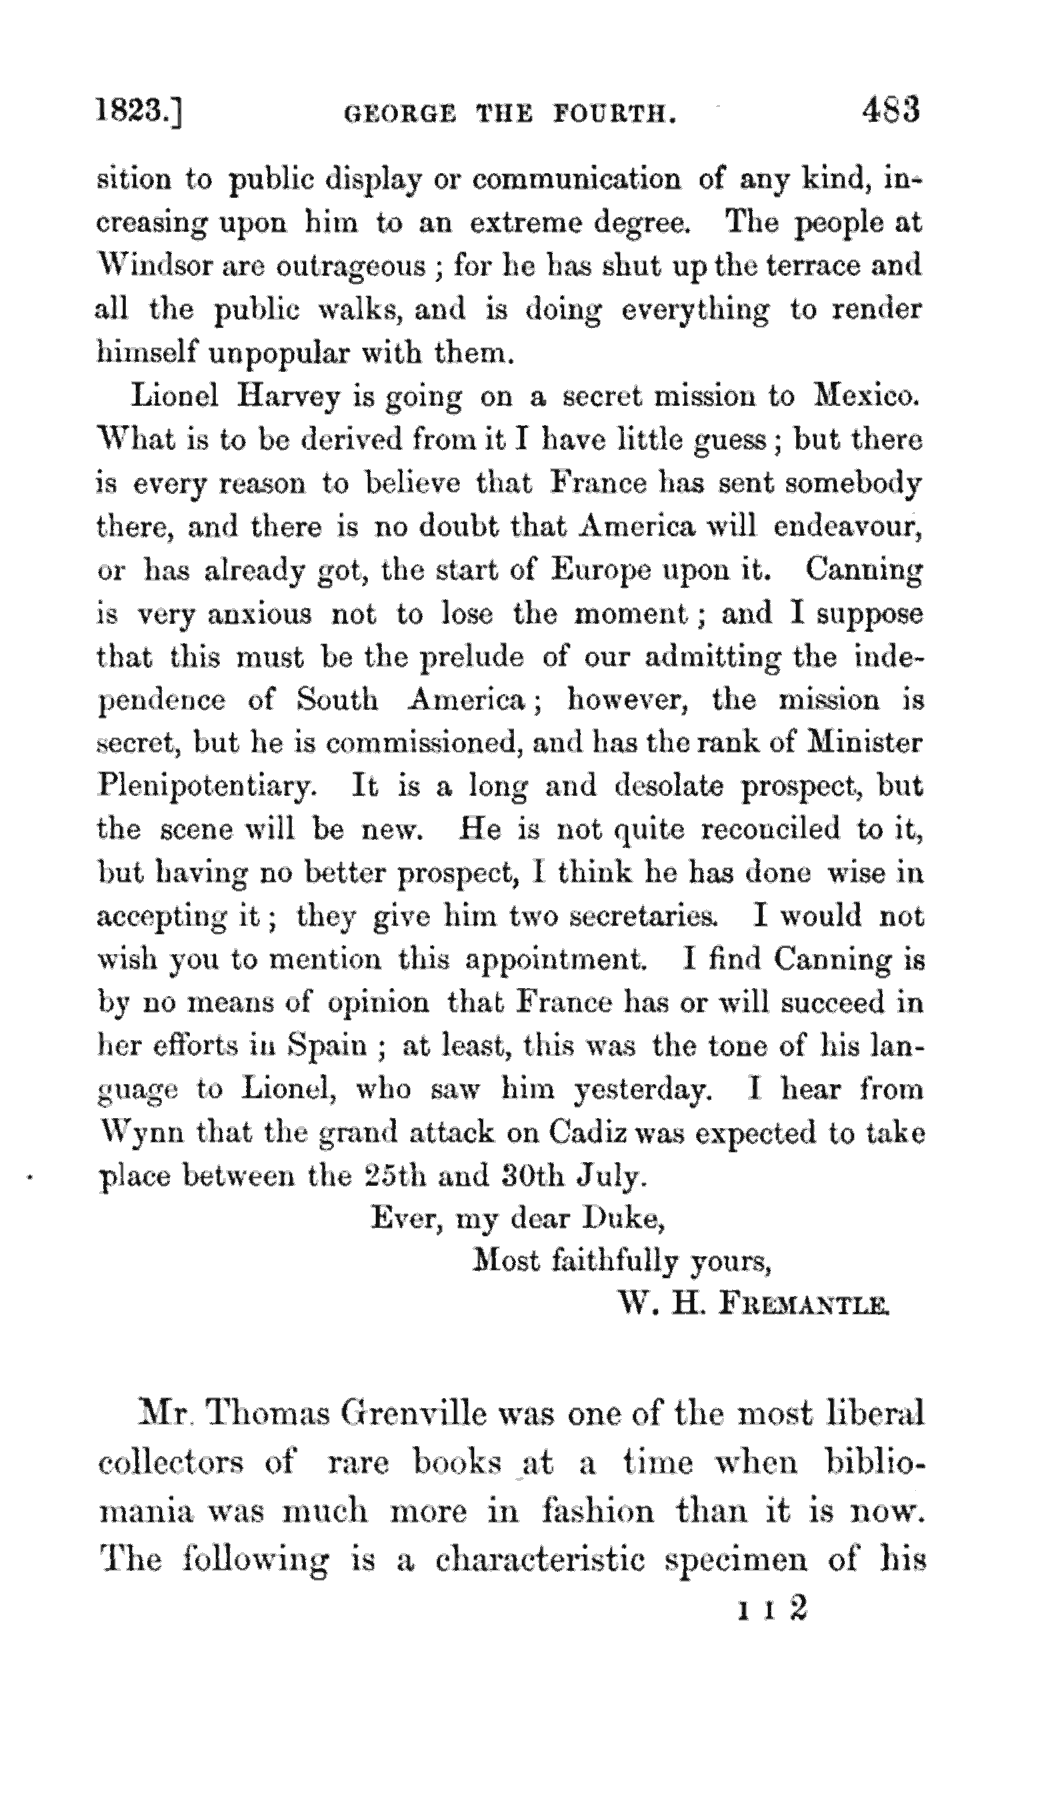 1823.] GEORGE THE FOURTH. 483
sition to public display or communication of any kind, in-
creasing upon him to an extreme degree. The people at
Windsor are outrageous ; for he has shut up the terrace and
all the public walks, and is doing everything to render
himself unpopular with them.
Lionel Harvey is going on a secret mission to Mexico.
What is to be derived from it I have little guess ; but there
is every reason to believe that France has sent somebody
there, and there is no doubt that America will endeavour,
or has already got, the start of Europe upon it. Canning
is very anxious not to lose the moment ; and I suppose
that this must be the prelude of our admitting the inde-
pendence of South America ; however, the mission is
secret, but he is commissioned, and has the rank of Minister
Plenipotentiary. It is a long and desolate prospect, but
the scene will be new. He is not quite reconciled to it,
but having no better prospect, I think he has done wise in
accepting it ; they give him two secretaries. I would not
wish you to mention this appointment. I find Canning is
by no means of opinion that France has or will succeed in
her efforts in Spain ; at least, this was the tone of his lan-
guage to Lionel, who saw him yesterday. I hear from
Wynn that the grand attack on Cadiz was expected to take
place between the 25th and 30th July.
Ever, my dear Duke,
Most faithfully yours,
W. H. FREMANTLE.
Mr. Thomas Grenville was one of the most liberal
collectors of rare books at a time when biblio-
mania was much more in fashion than it is now.
The following is a characteristic specimen of his
I I 2